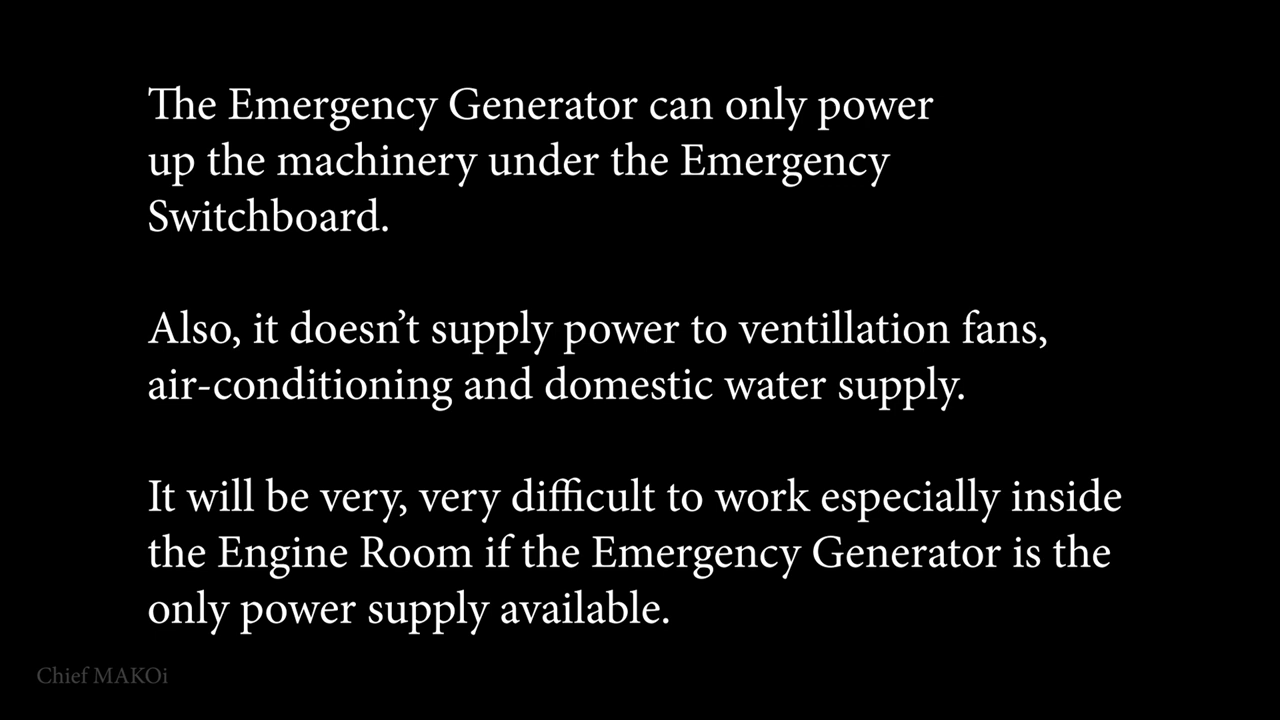 The Emergency Generator can only power
up the machinery under the Emergency
Switchboard.
Also, it doesn’t supply power to ventillation fans,
air-conditioning and domestic water supply.
It will be very, very difficult to work especially inside
the Engine Room if the Emergency Generator is the
only power supply available.
Chief MAKOi